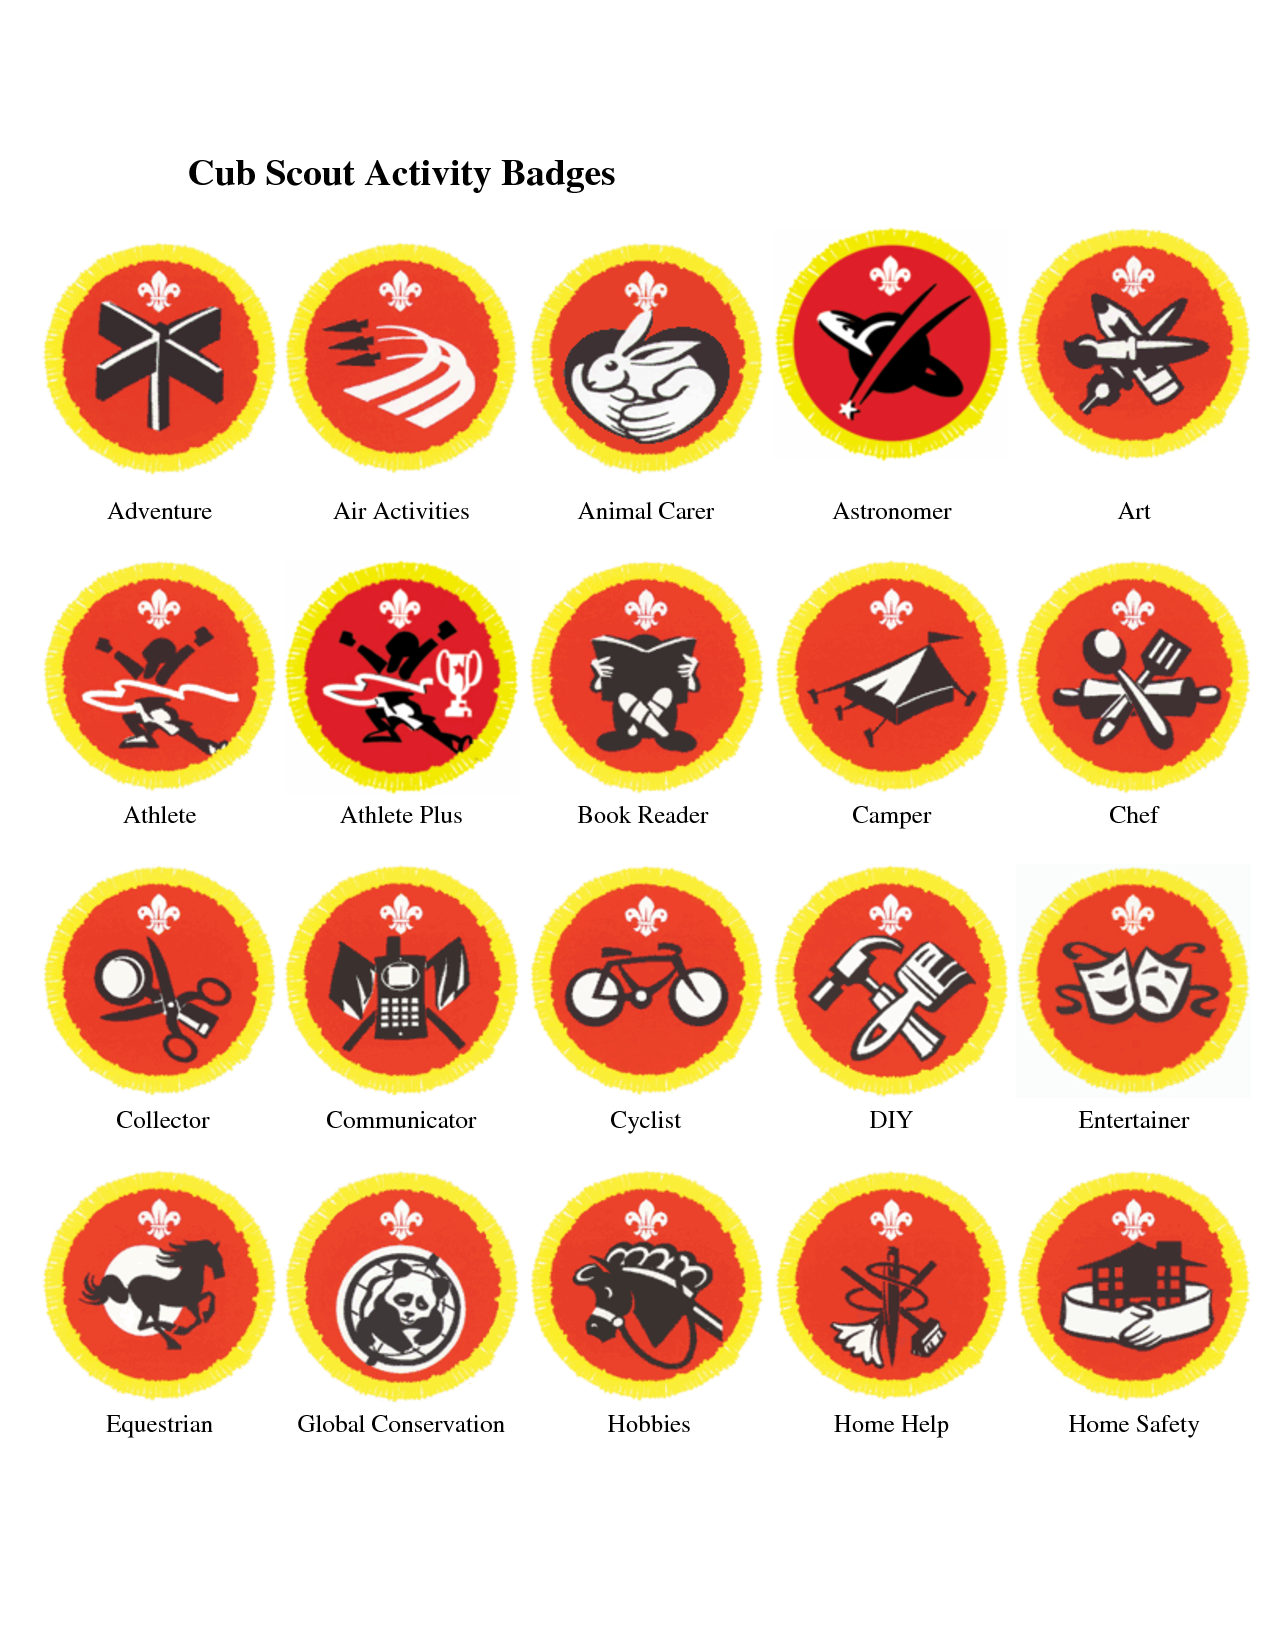 Cub Scout Activity Badges
Adventure
Air Activities
Animal Carer
Astronomer
Art
Athlete
Athlete Plus
Book Reader
Camper
Chef
Collector
Communicator
Cyclist
DIY
Entertainer
Equestrian
Global Conservation
Hobbies
Home Help
Home Safety